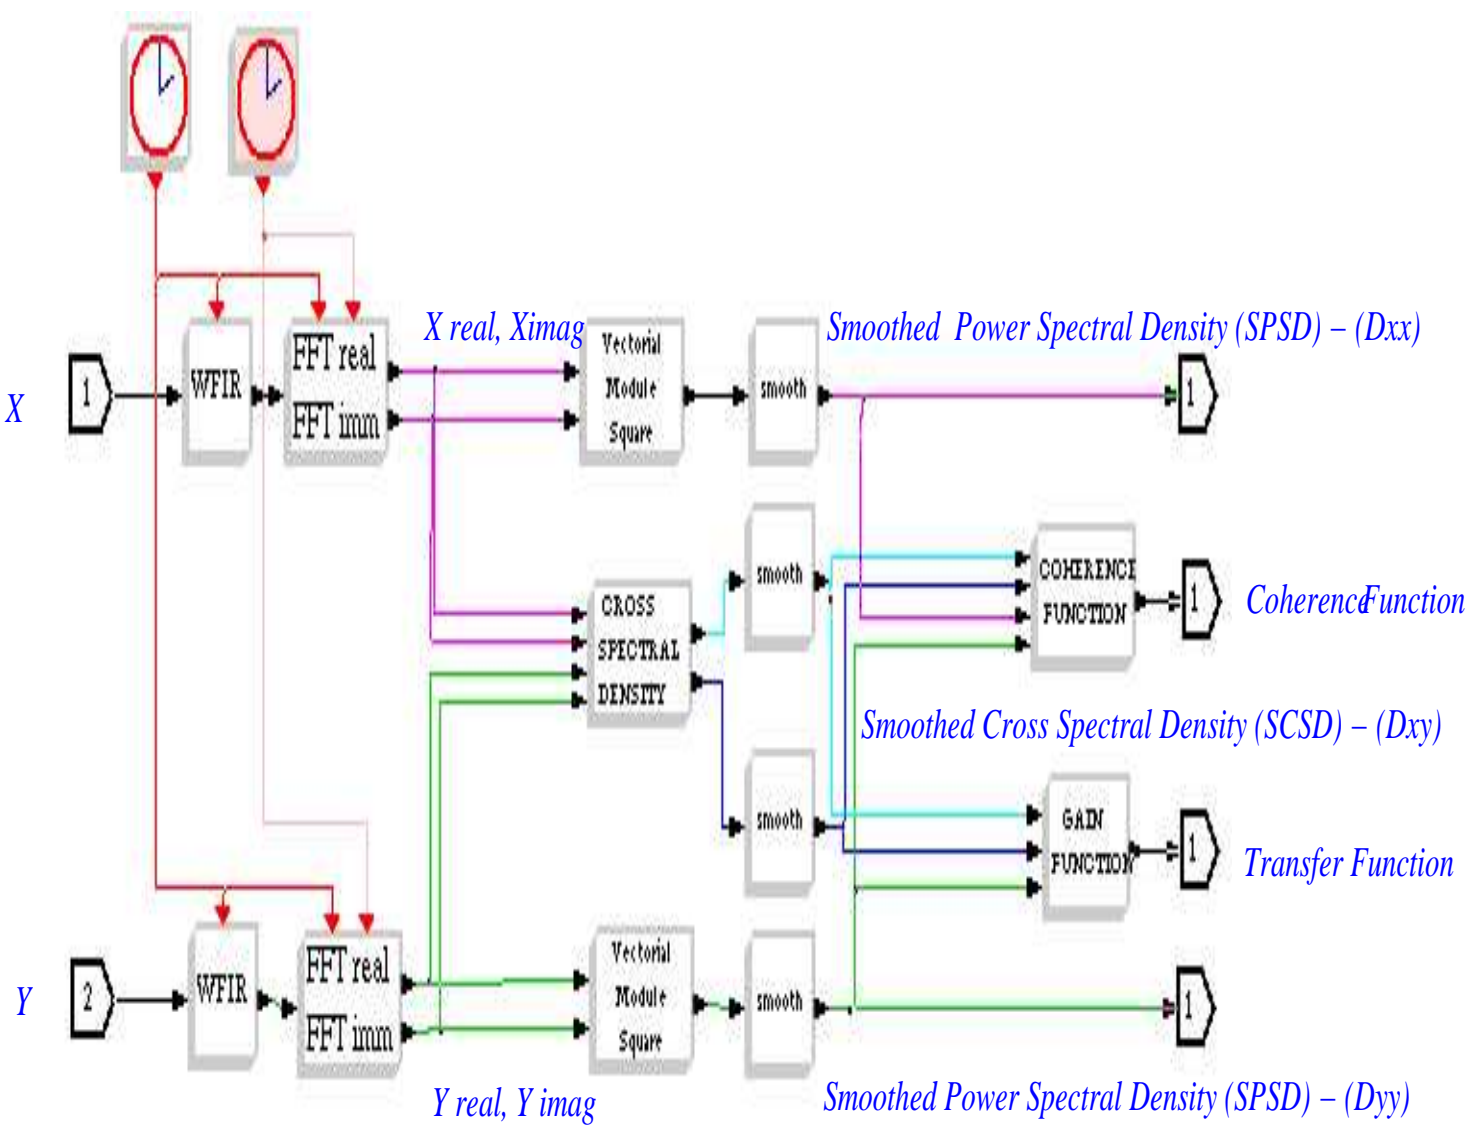 X real, Ximag
Smoothed Power Spectral Density (SPSD) – (Dxx)
Vectorial
Module
Square
FFT real
FFT imm
WFIR
smooth
X
1
1
smooth
COHERENCE
FUNCTION
CROSS
SPECTRAL
DENSITY
1
Coherence Function
Smoothed Cross Spectral Density (SCSD) – (Dxy)
smooth
GAIN
FUNCTION
1
Transfer Function
Vectorial
Module
Square
FFT real
FFT imm
WFIR
smooth
Y
2
1
Y real, Y imag
Smoothed Power Spectral Density (SPSD) – (Dyy)